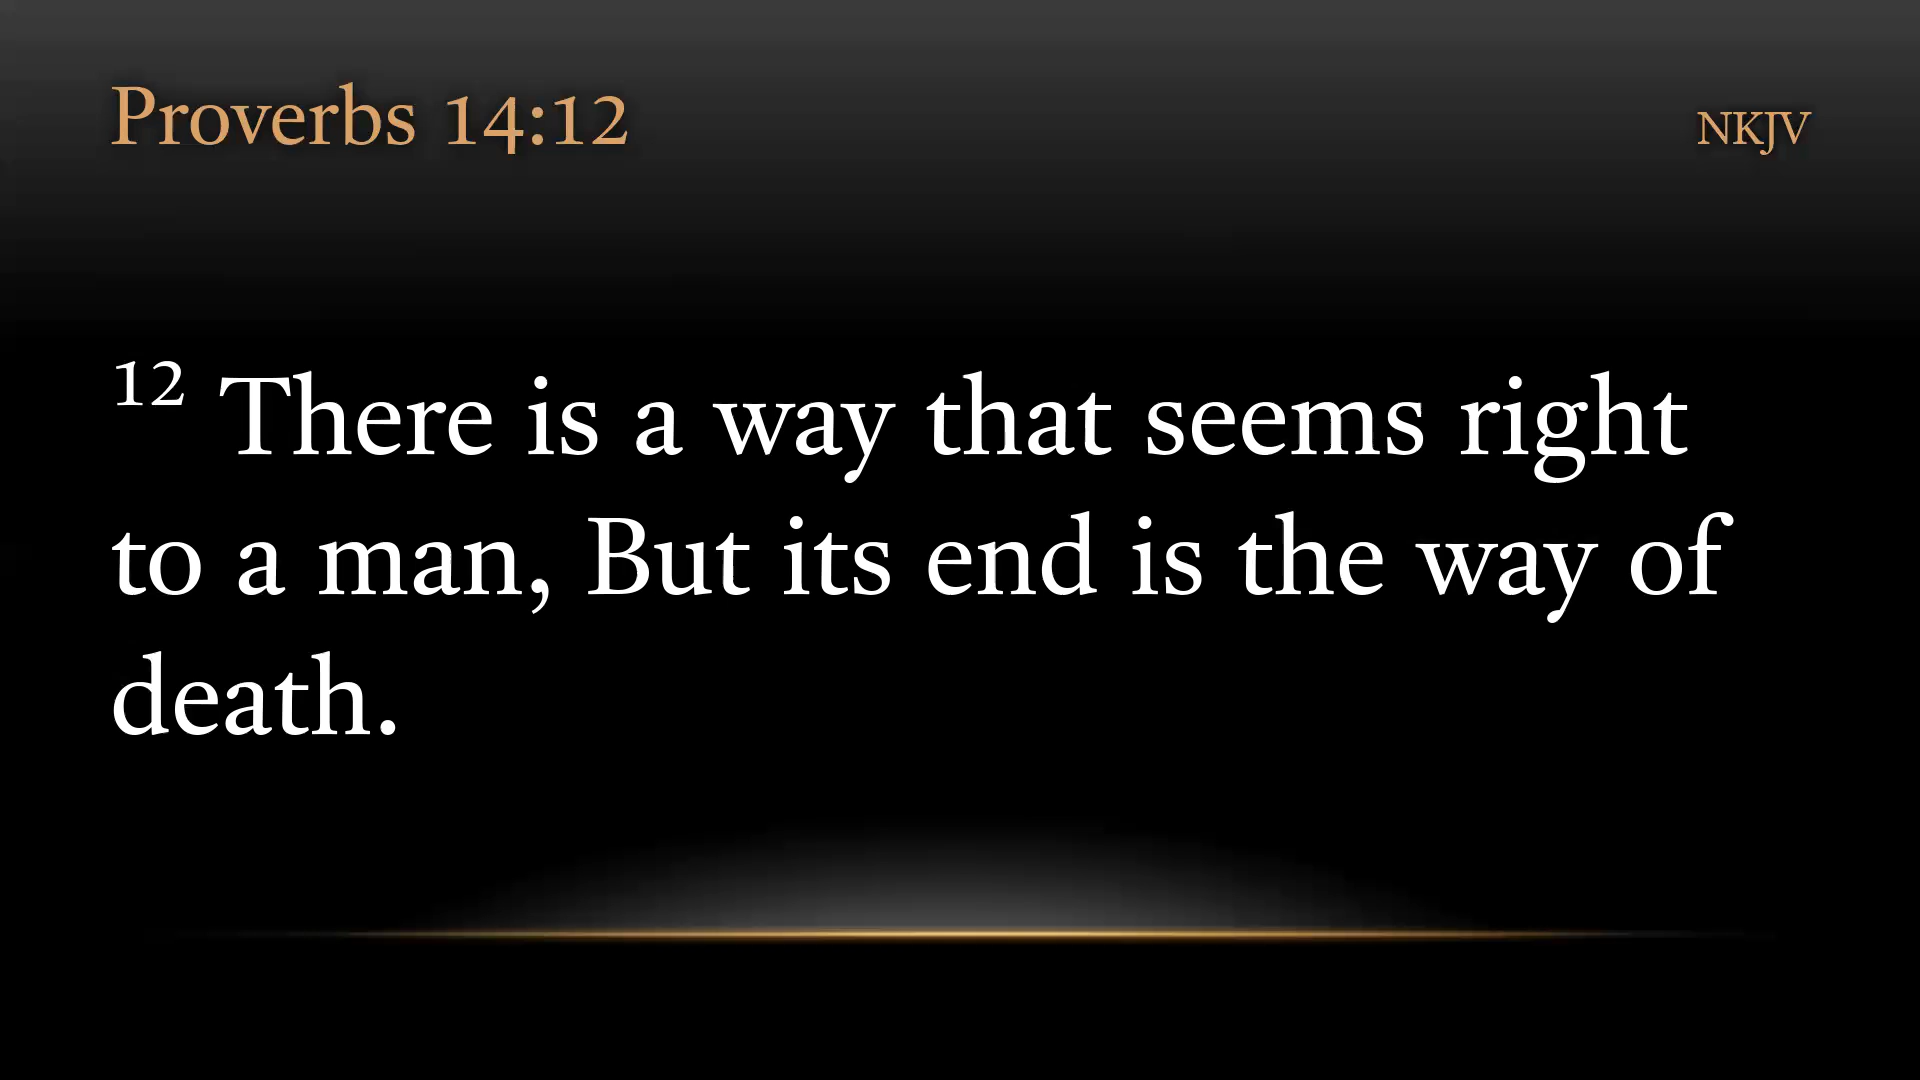 Proverbs 14:12
NKJV
12 There is a way that seems right
to a man, But its end is the way of
death.